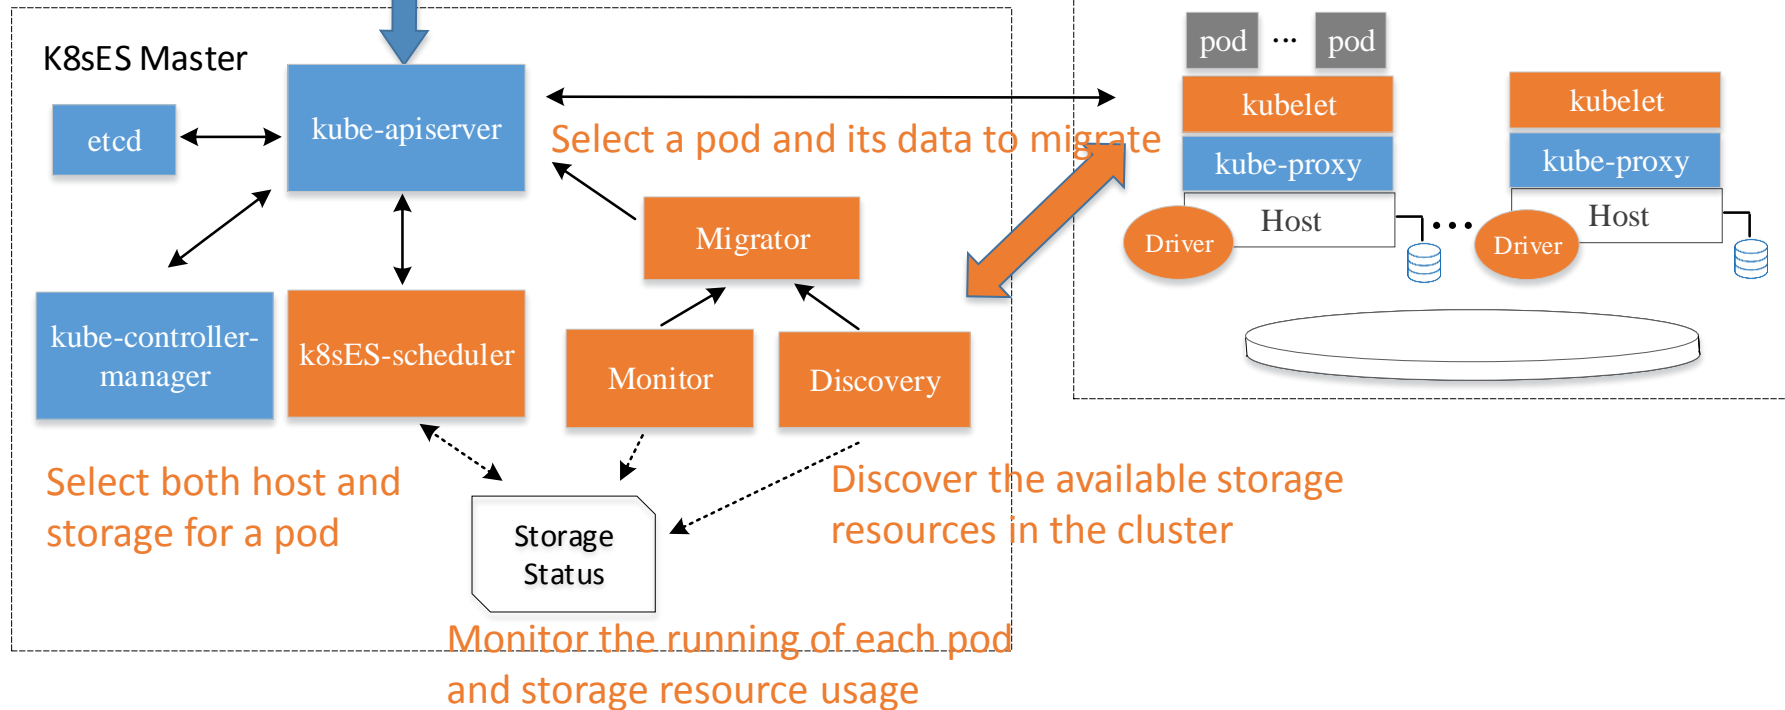 K8sES Master
etcd
kube-apiserver
kube-controller-
manager
k8sES-scheduler
Select a pod and its data to migrate
Migrator
Monitor
Discovery
Select both host and
storage for a pod
Storage
Status
Discover the available storage
resources in the cluster
Monitor the running of each pod
and storage resource usage
pod ... pod
kubelet
kube-proxy
Host
Driver
...
kubelet
kube-proxy
Host
Driver